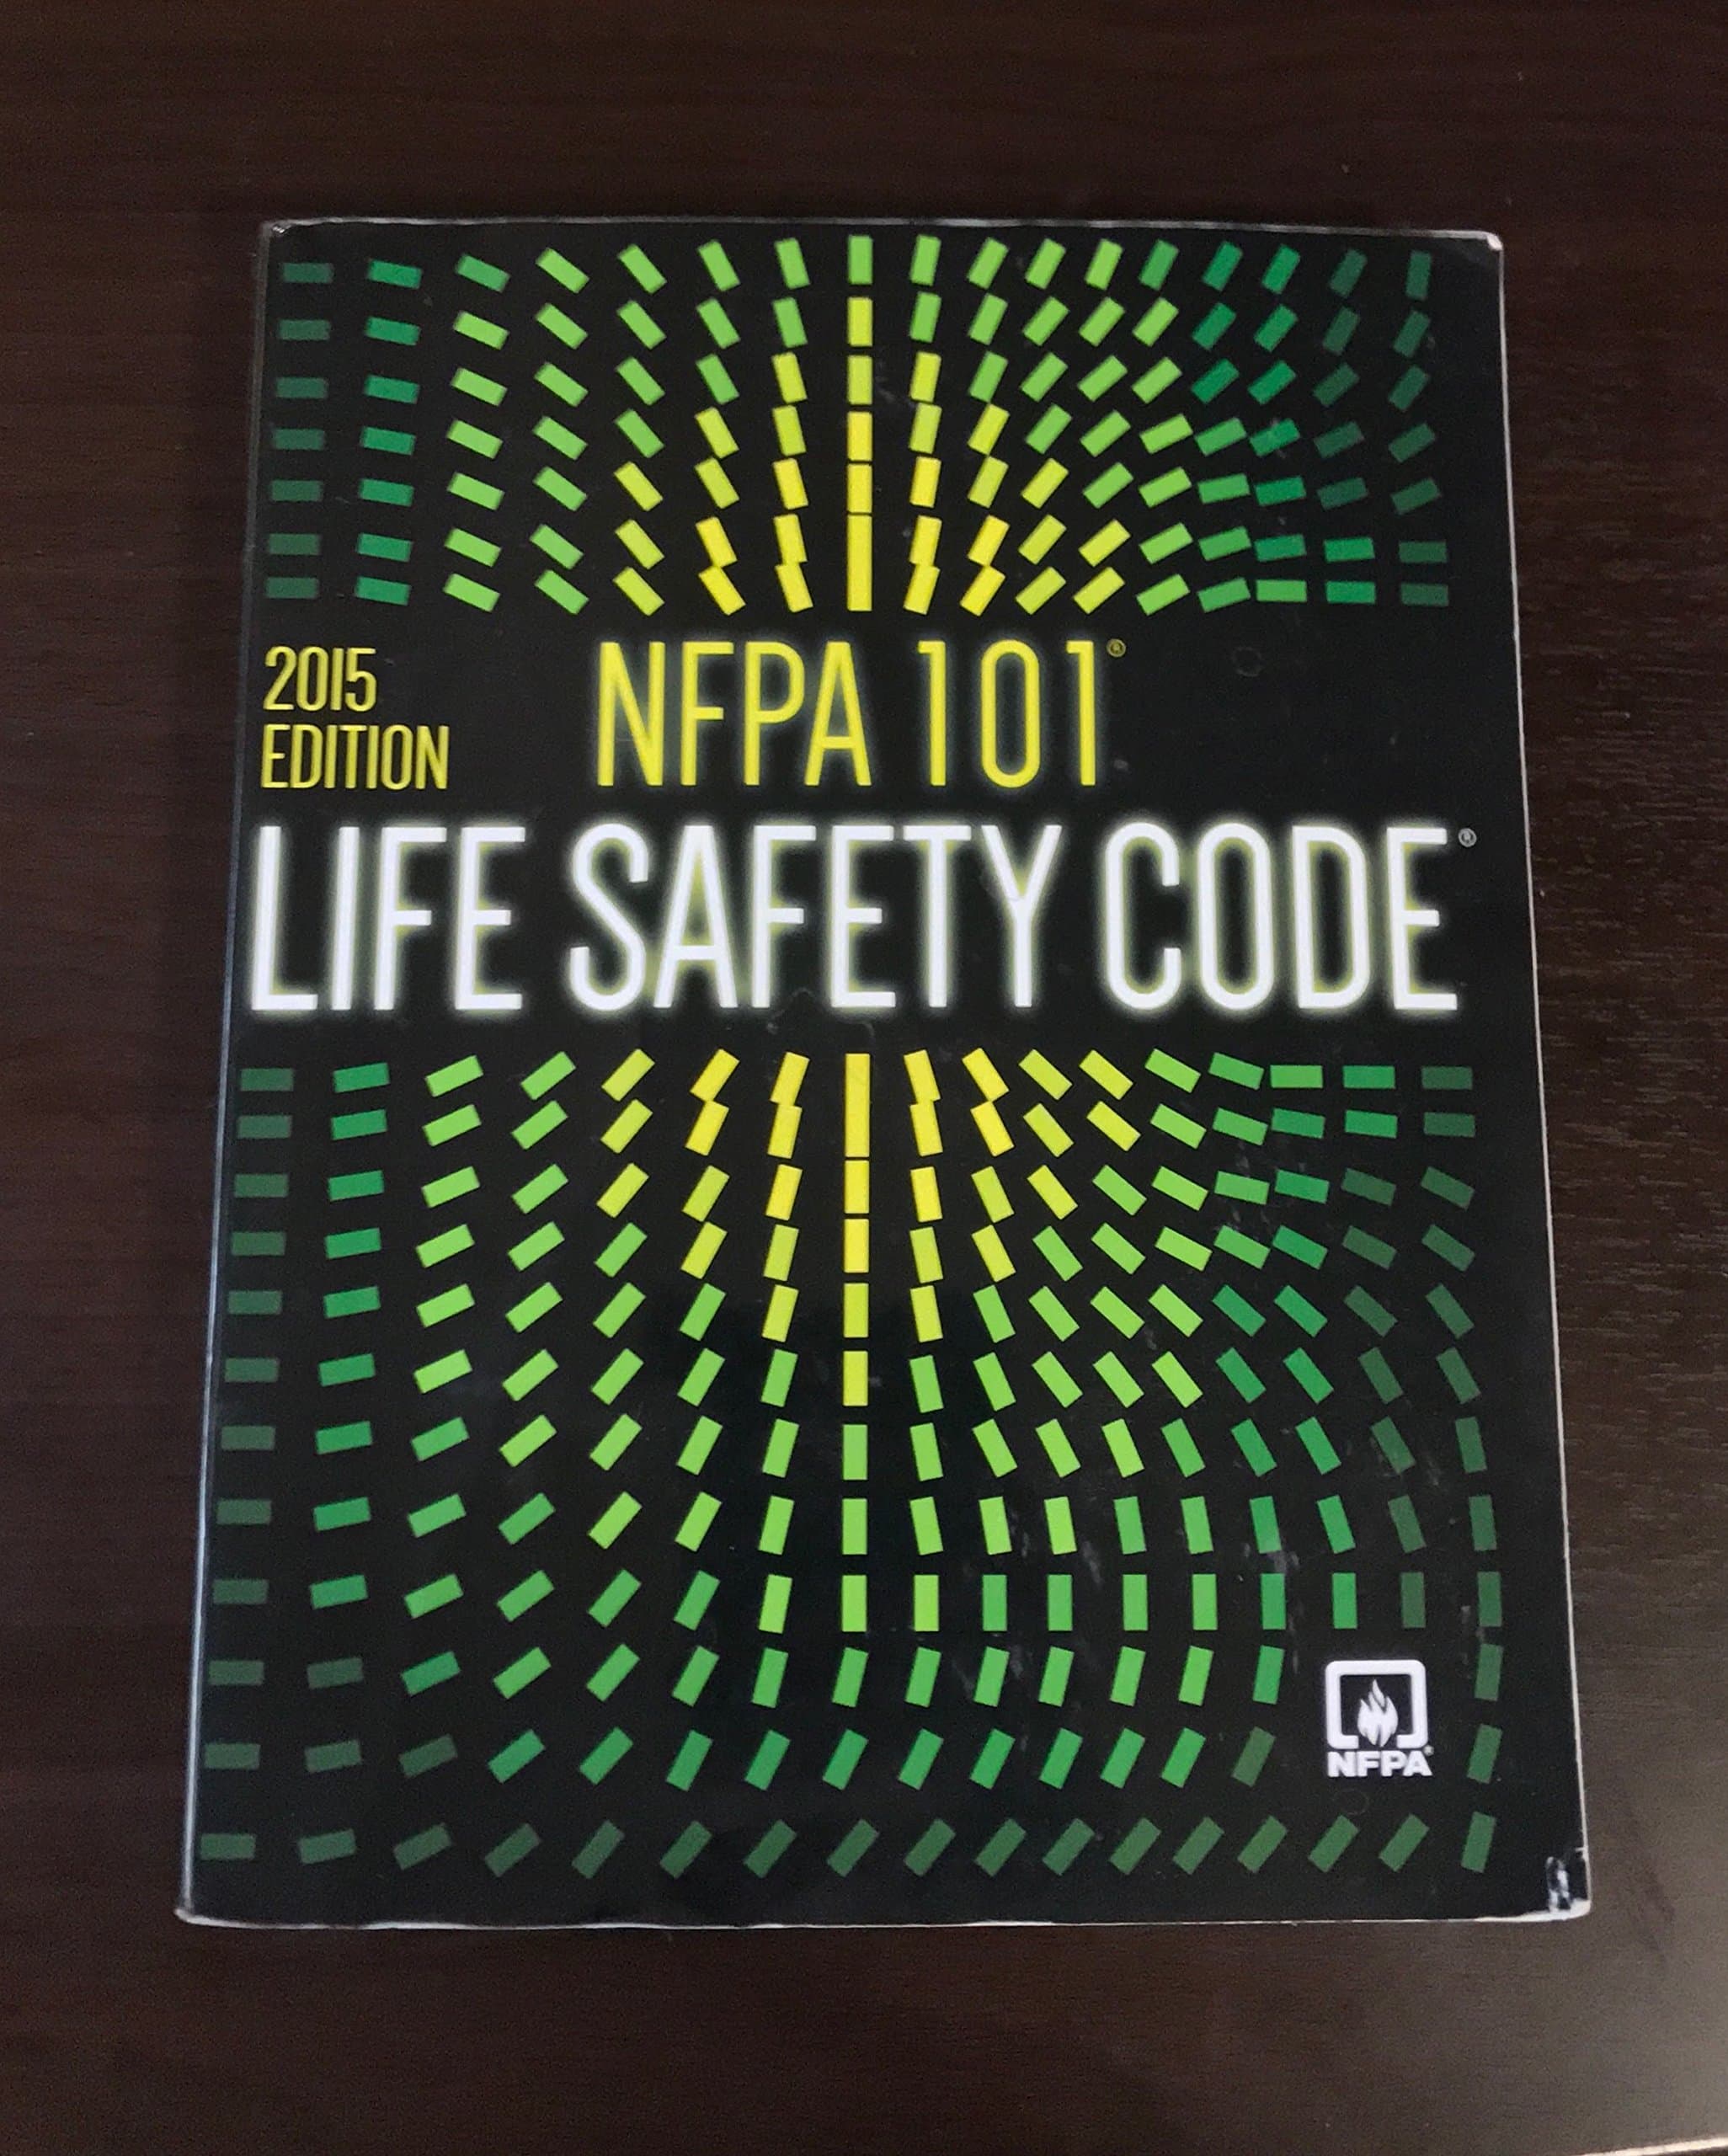 2015
EDITION
NFPA 101®
LIFE SAFETY CODE®
NFPA®